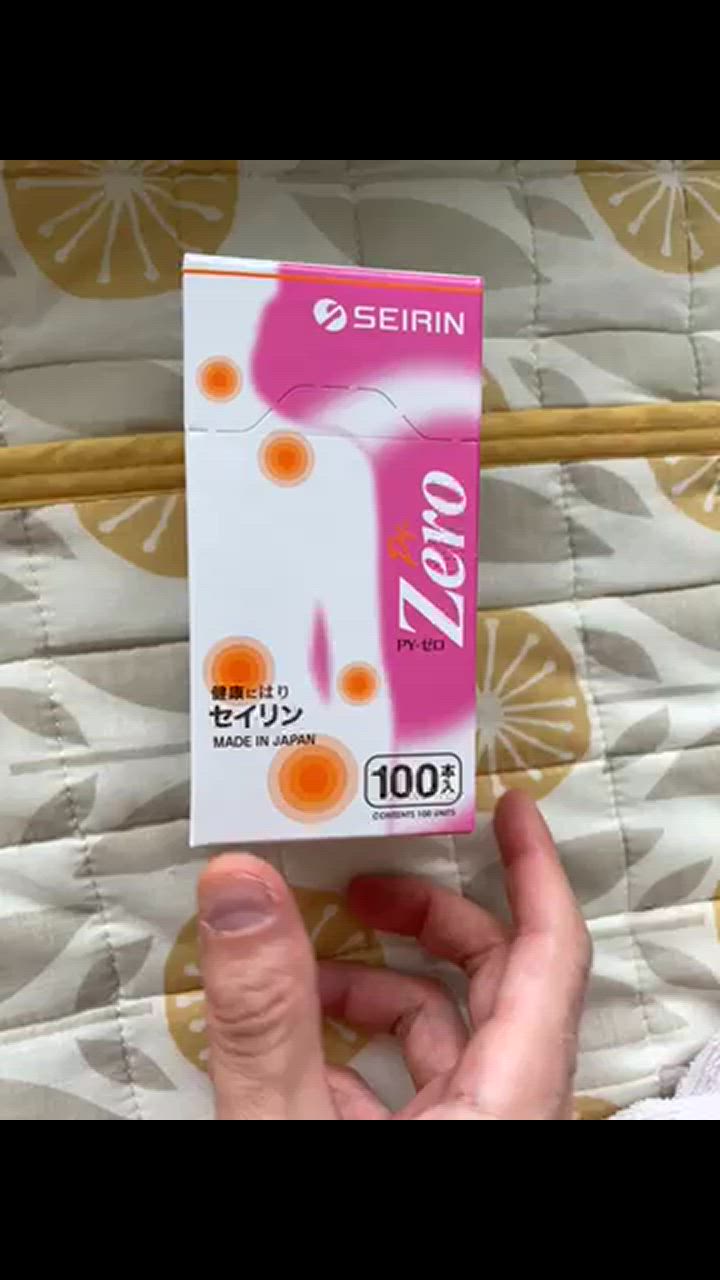 SEIRIN
Py-
Zero
PY-ゼロ
健康にはり
セイリン
MADE IN JAPAN
100本入
CONTENTS 100 UNITS